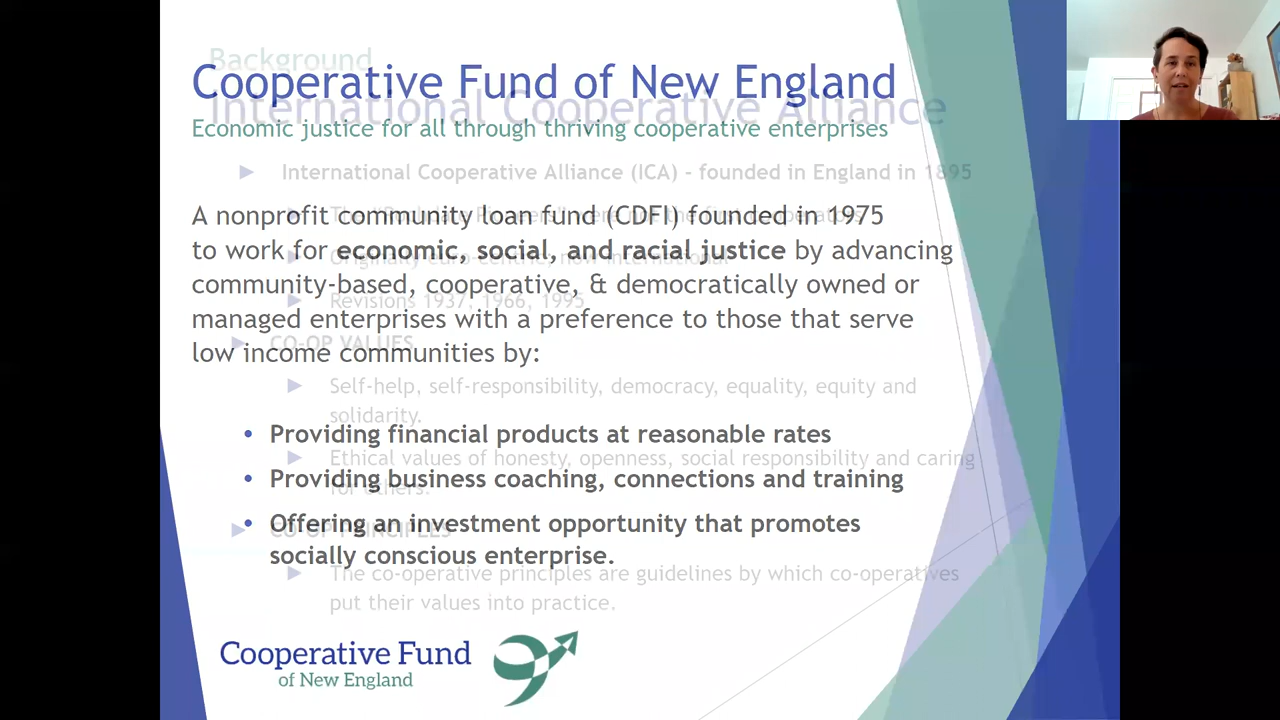 Background
Cooperative Fund of New England
International Cooperative Alliance
Economic justice for all through thriving cooperative enterprises
International Cooperative Alliance (ICA) - founded in England in 1895
A nonprofit community loan fund (CDFI) founded in 1975
to work for economic, social, and racial justice by advancing
community-based, cooperative, & democratically owned or
Revisions 1937, 1966, 1995
managed enterprises with a preference to those that serve
CO-OP VALUES
low income communities by:
Self-help, self-responsibility, democracy, equality, equity and
solidarity.
Providing financial products at reasonable rates
Ethical values of honesty, openness, social responsibility and caring
for others.
Providing business coaching, connections and training
Offering an investment opportunity that promotes
CO-OP PRINCIPLES
socially conscious enterprise.
The co-operative principles are guidelines by which co-operatives
put their values into practice.
Cooperative Fund
of New England